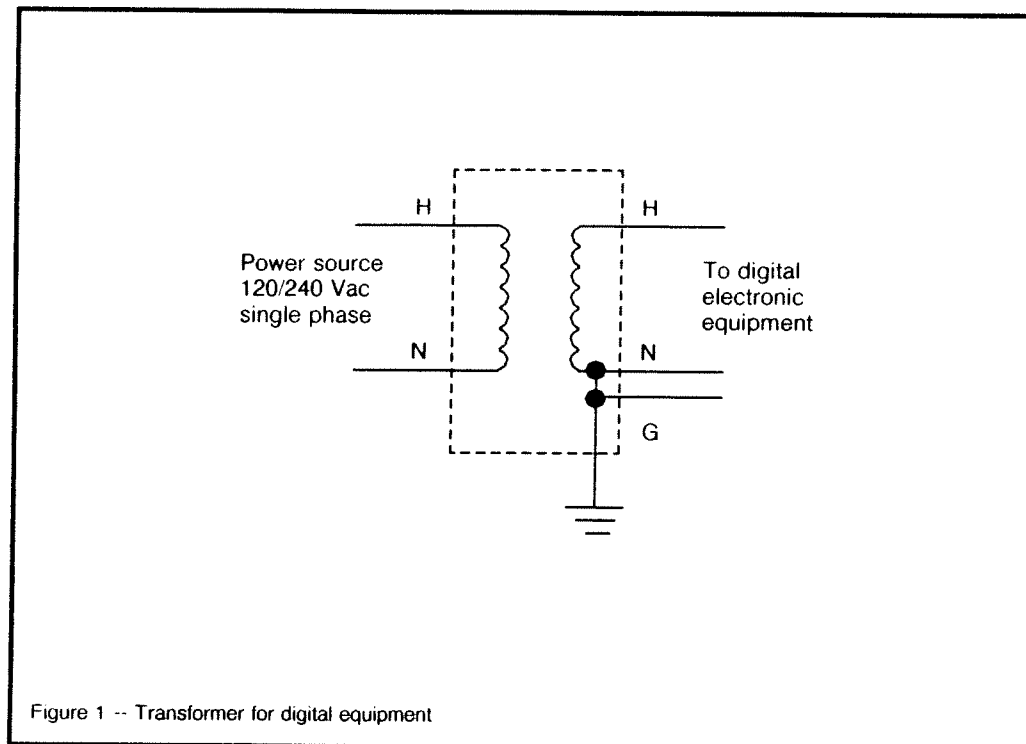 H
H
Power source
120/240 Vac
single phase
To digital
electronic
equipment
N
N
G
Figure 1 -- Transformer for digital equipment